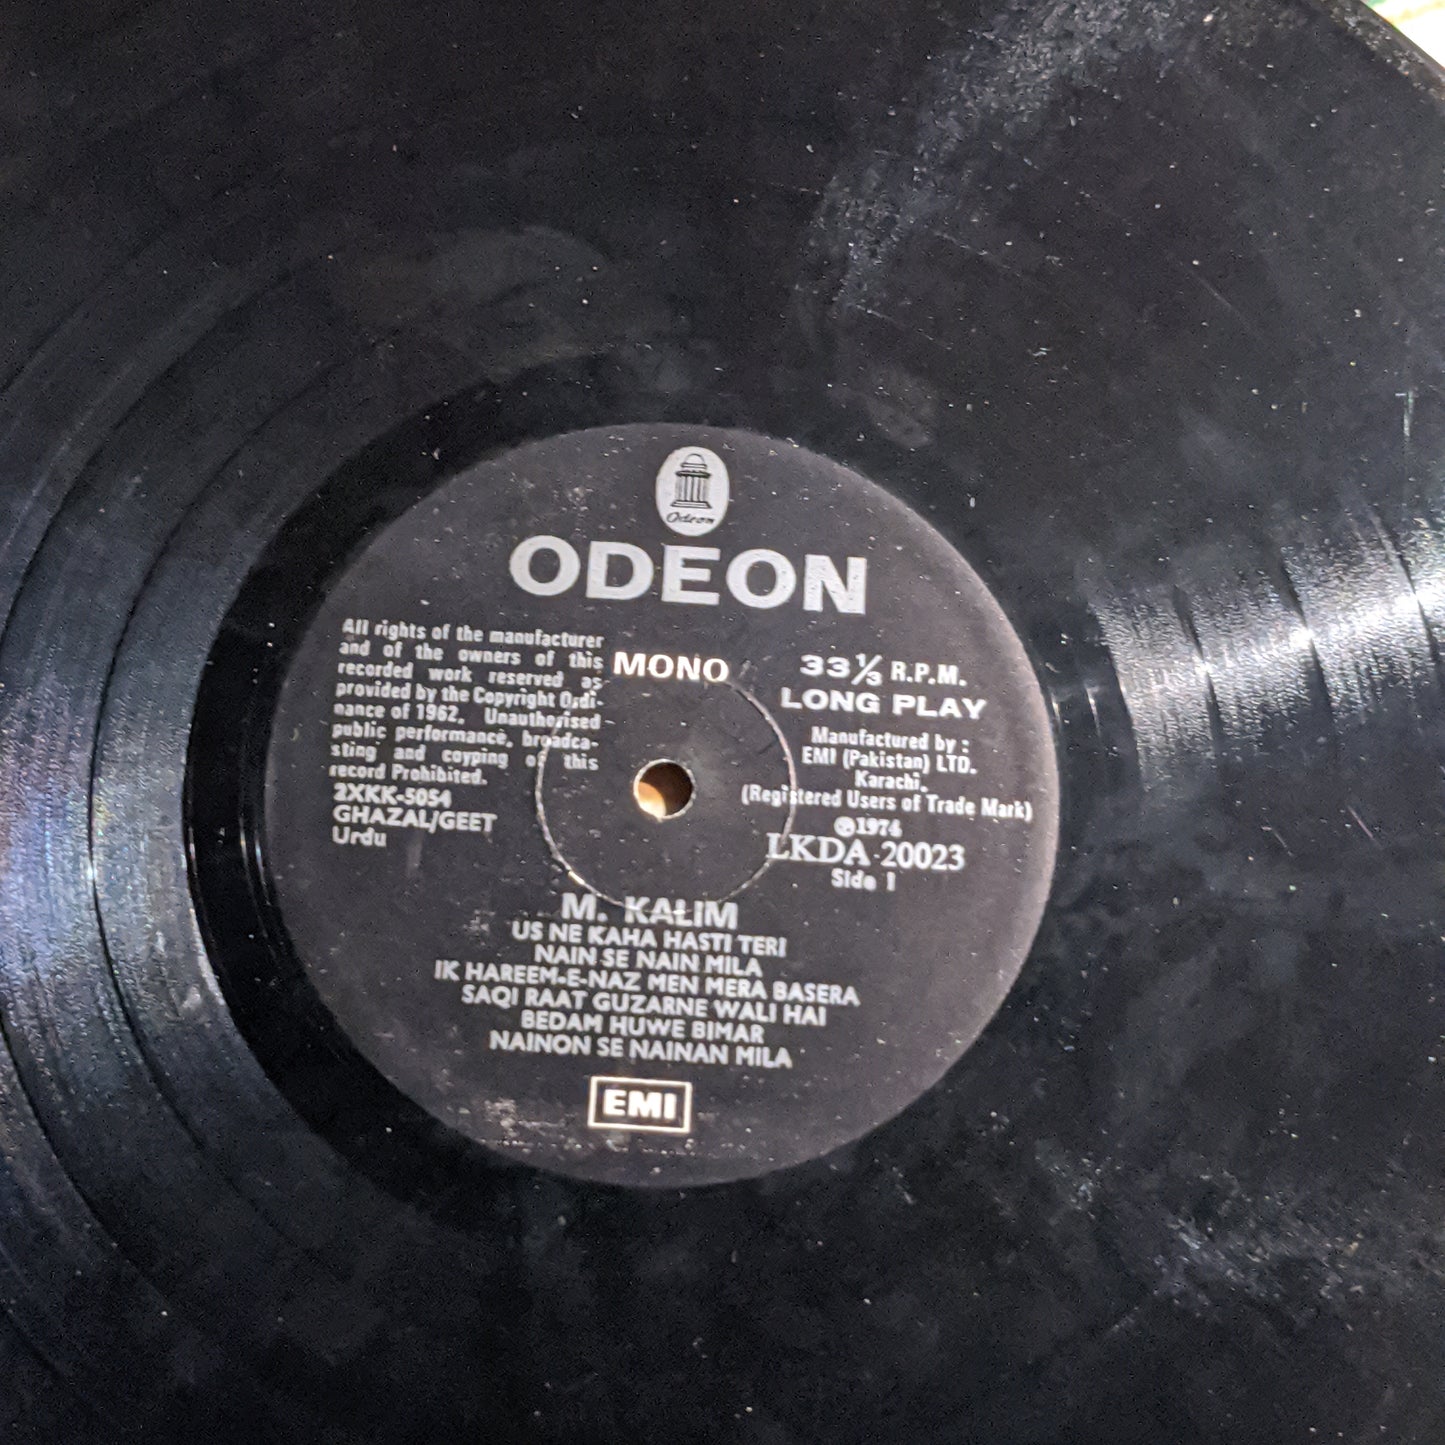 Odeon
ODEON
All rights of the manufacturer
and of the owners of this
recorded work reserved as
provided by the Copyright Ordi-
nance of 1962. Unauthorised
public performance, broadca-
sting and coyping of this
record Prohibited.
2XKK-5054
GHAZAL/GEET
Urdu
MONO
33⅓ R.P.M.
LONG PLAY
Manufactured by :
EMI (Pakistan) LTD.
Karachi.
(Registered Users of Trade Mark)
℗1974
LKDA-20023
Side 1
M. KALIM
US NE KAHA HASTI TERI
NAIN SE NAIN MILA
IK HAREEM-E-NAZ MEN MERA BASERA
SAQI RAAT GUZARNE WALI HAI
BEDAM HUWE BIMAR
NAINON SE NAINAN MILA
EMI